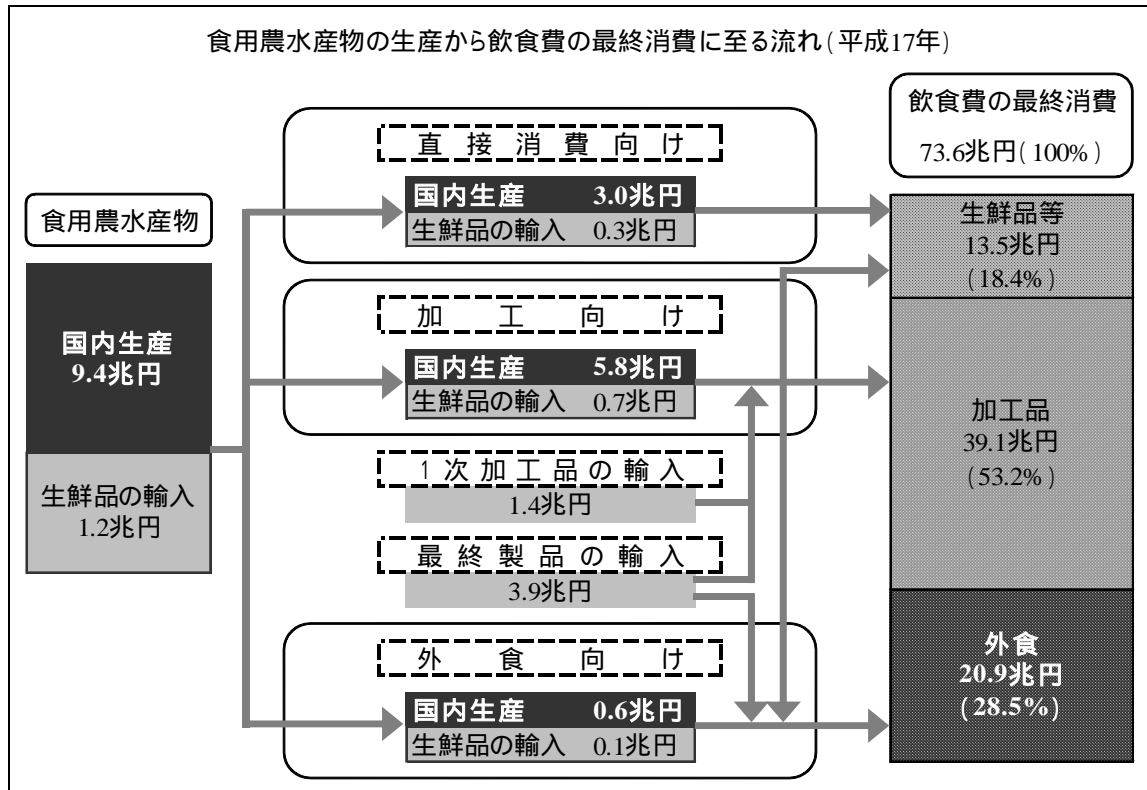 食用農水産物の生産から飲食費の最終消費に至る流れ(平成17年)
飲食費の最終消費
73.6兆円(100%)
食用農水産物
国内生産
9.4兆円
生鮮品の輸入
1.2兆円
直接消費向け
国内生産 3.0兆円
生鮮品の輸入 0.3兆円
加工向け
国内生産 5.8兆円
生鮮品の輸入 0.7兆円
1次加工品の輸入
1.4兆円
最終製品の輸入
3.9兆円
外食向け
国内生産 0.6兆円
生鮮品の輸入 0.1兆円
生鮮品等
13.5兆円
(18.4%)
加工品
39.1兆円
(53.2%)
外食
20.9兆円
(28.5%)